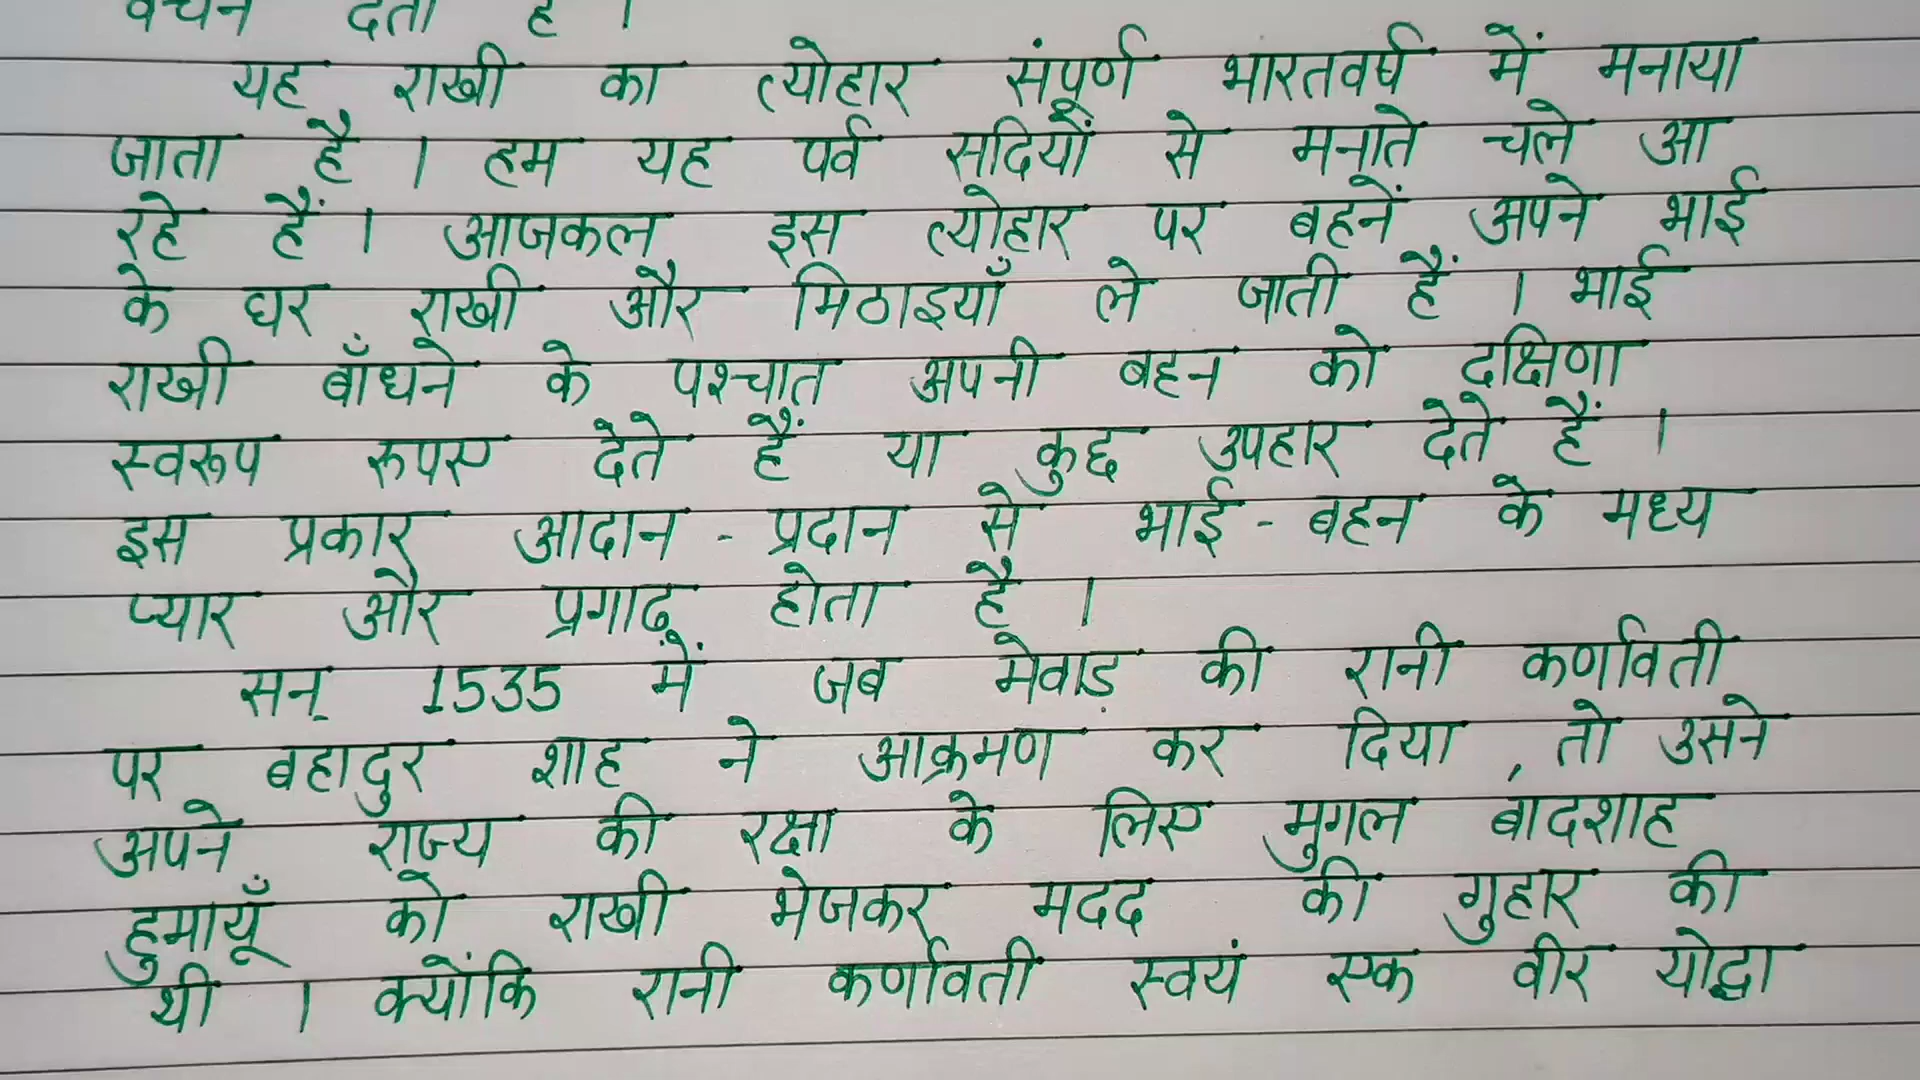 वचन देता है ।
यह राखी का त्योहार संपूर्ण भारतवर्ष में मनाया
जाता है । हम यह पर्व सदियों से मनाते चले आ
रहे हैं । आजकल इस त्योहार पर बहनें अपने भाई
के घर राखी और मिठाइयाँ ले जाती हैं । भाई
राखी बाँधने के पश्चात अपनी बहन को दक्षिणा
स्वरूप रुपए देते हैं या कुछ उपहार देते हैं ।
इस प्रकार आदान - प्रदान से भाई - बहन के मध्य
प्यार और प्रगाढ़ होता है ।
सन् 1535 में जब मेवाड़ की रानी कर्णावती
पर बहादुर शाह ने आक्रमण कर दिया , तो उसने
अपने राज्य की रक्षा के लिए मुगल बादशाह
हुमायूँ को राखी भेजकर मदद की गुहार की
थी । क्योंकि रानी कर्णावती स्वयं एक वीर योद्धा